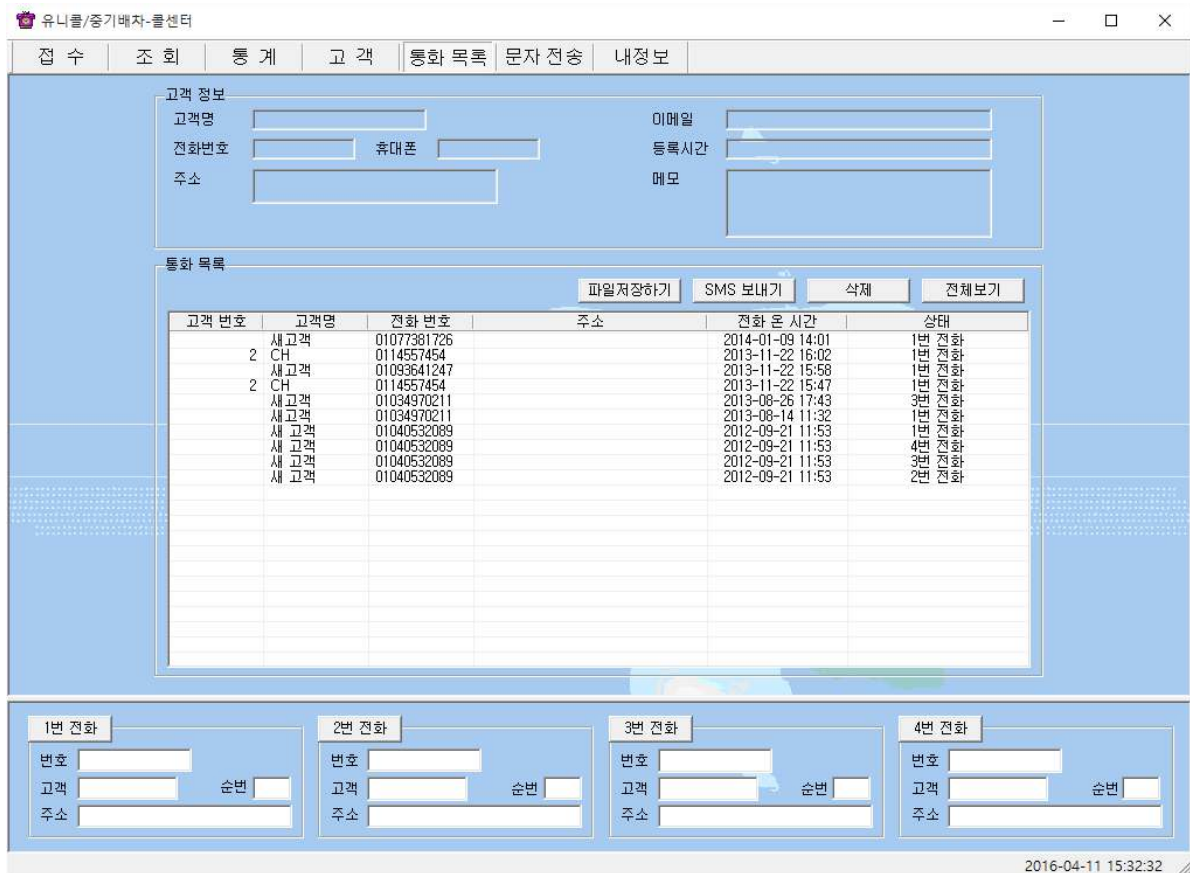 유니콜/중기배차-콜센터
접 수 조 회 통 계 고 객 통화 목록 문자 전송 내정보
고객 정보
고객명 이메일
전화번호 휴대폰 등록시간
주소 메모
통화 목록
파일저장하기 SMS 보내기 삭제 전체보기
고객 번호 고객명 전화 번호 주소 전화 온 시간 상태
새고객 01077381726 2014-01-09 14:01 1번 전화
2 CH 0114557454 2013-11-22 16:02 1번 전화
새고객 01093641247 2013-11-22 15:58 1번 전화
2 CH 0114557454 2013-11-22 15:47 1번 전화
새고객 01034970211 2013-08-26 17:43 3번 전화
새고객 01034970211 2013-08-14 11:32 1번 전화
새 고객 01040532089 2012-09-21 11:53 1번 전화
새 고객 01040532089 2012-09-21 11:53 4번 전화
새 고객 01040532089 2012-09-21 11:53 3번 전화
새 고객 01040532089 2012-09-21 11:53 2번 전화
1번 전화 2번 전화 3번 전화 4번 전화
번호 번호 번호 번호
고객 순번 고객 순번 고객 순번 고객 순번
주소 주소 주소 주소
2016-04-11 15:32:32